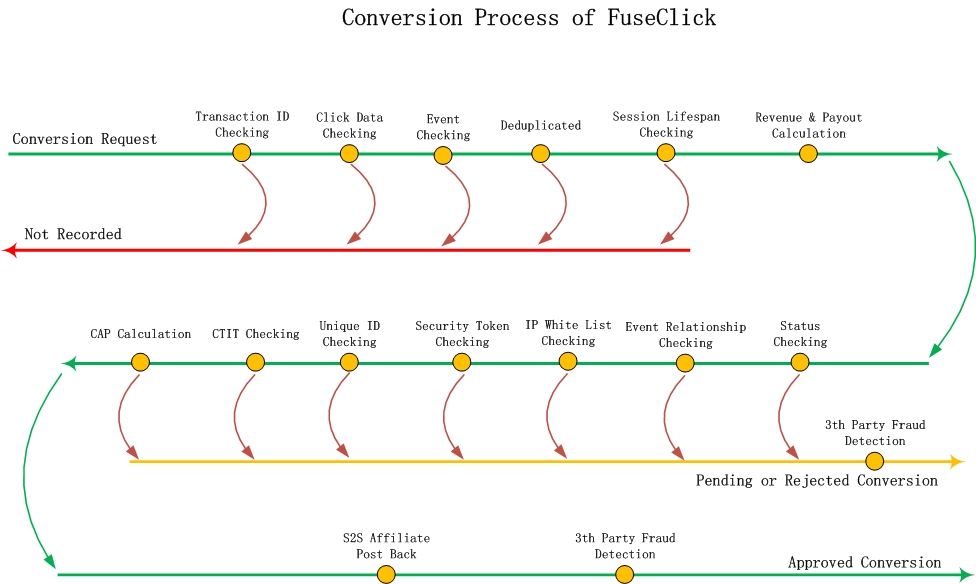 Conversion Process of FuseClick
Transaction ID
Checking
Click Data
Checking
Event
Checking
Deduplicated
Session Lifespan
Checking
Revenue & Payout
Calculation
Conversion Request
Not Recorded
CAP Calculation
CTIT Checking
Unique ID
Checking
Security Token
Checking
IP White List
Checking
Event Relationship
Checking
Status
Checking
3th Party Fraud
Detection
Pending or Rejected Conversion
S2S Affiliate
Post Back
3th Party Fraud
Detection
Approved Conversion